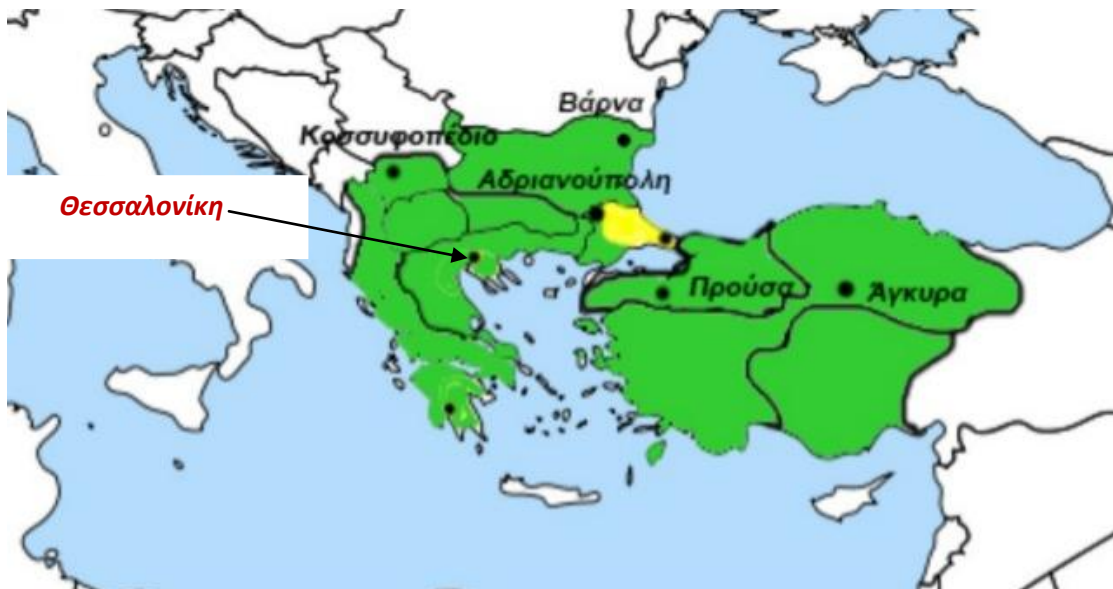 Βάρνα
Κοσσυφοπέδιο
Αδριανούπολη
Θεσσαλονίκη
Προύσα
Άγκυρα